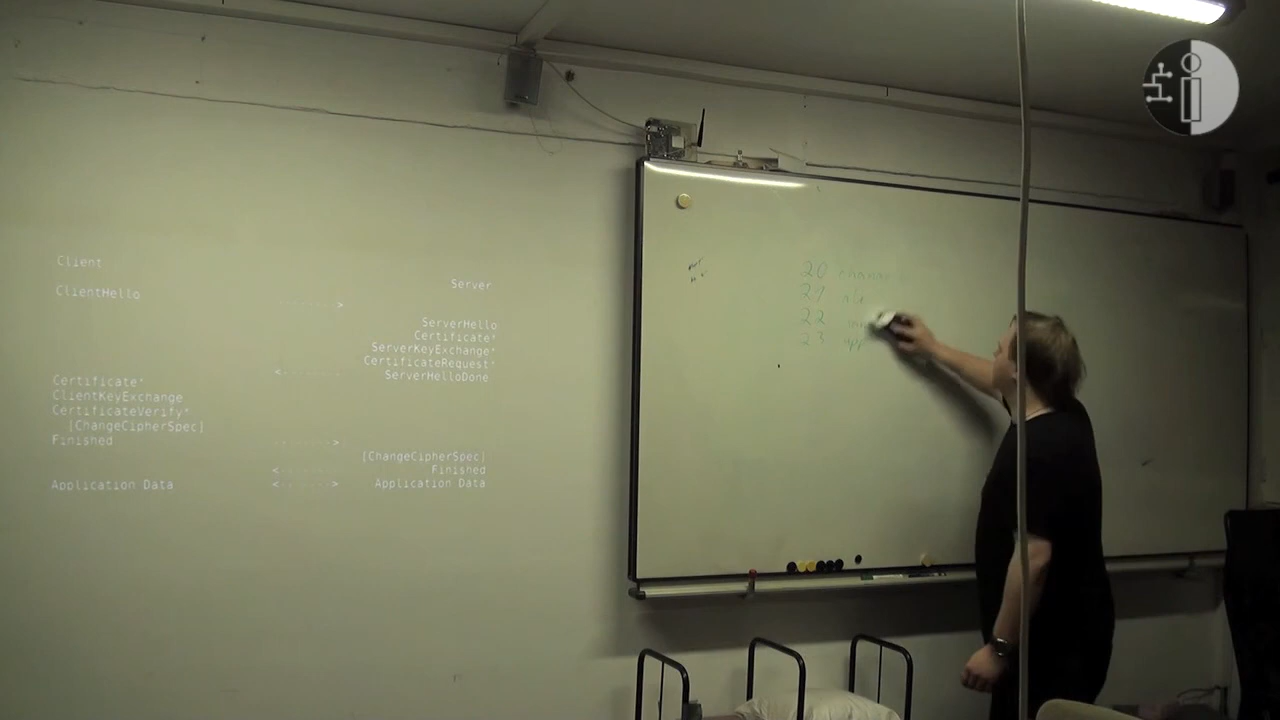 Client
Server
ClientHello
------->
ServerHello
Certificate*
ServerKeyExchange*
CertificateRequest*
<------- ServerHelloDone
Certificate*
ClientKeyExchange
CertificateVerify*
[ChangeCipherSpec]
Finished ------->
[ChangeCipherSpec]
<------- Finished
Application Data <-------> Application Data
20
21
22
23 app